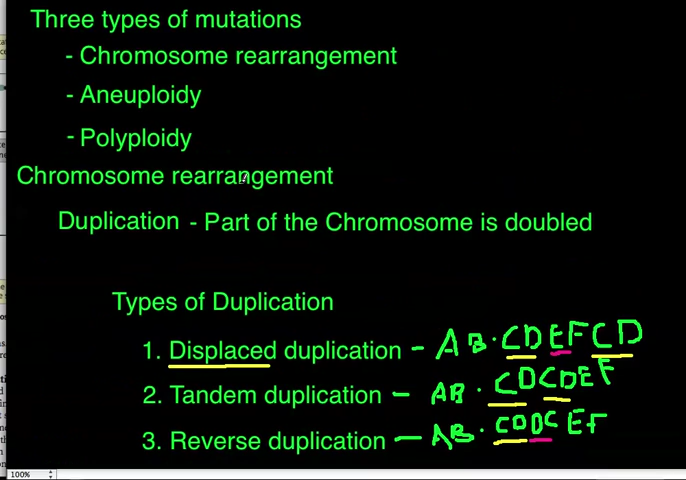 Three types of mutations
- Chromosome rearrangement
- Aneuploidy
- Polyploidy
Chromosome rearrangement
Duplication - Part of the Chromosome is doubled
Types of Duplication
1. Displaced duplication - AB·CDEFCD
2. Tandem duplication - AB·CDCDEF
3. Reverse duplication - AB·CDDCEF
100%